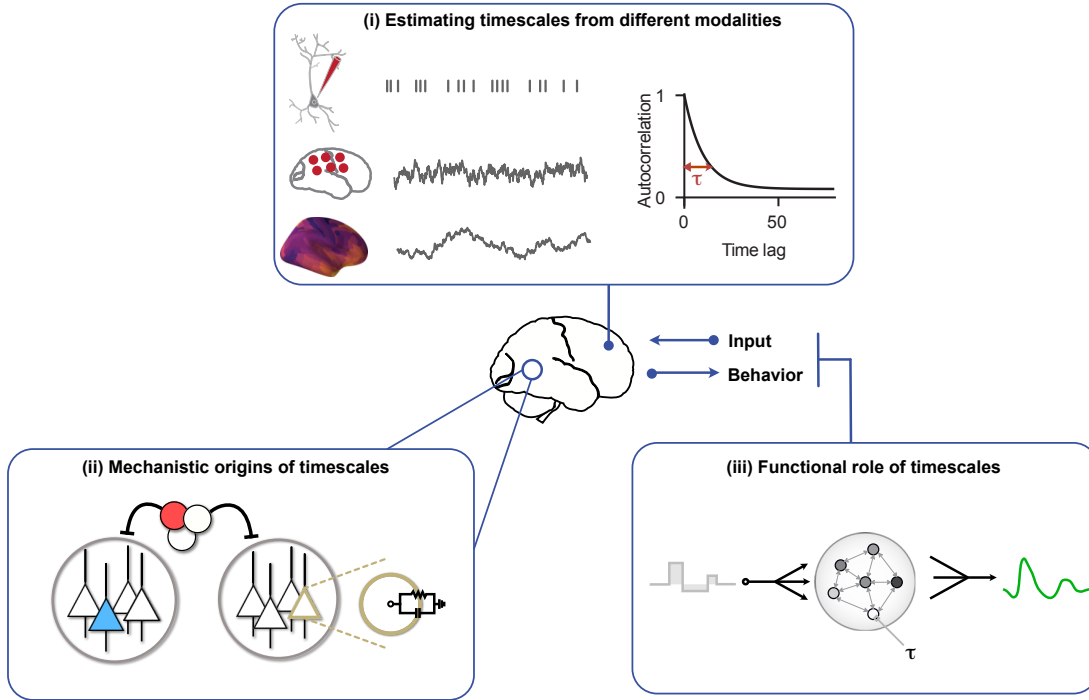 (i) Estimating timescales from different modalities
Autocorrelation
1
0
τ
0
50
Time lag
Input
Behavior
(ii) Mechanistic origins of timescales
(iii) Functional role of timescales
τ